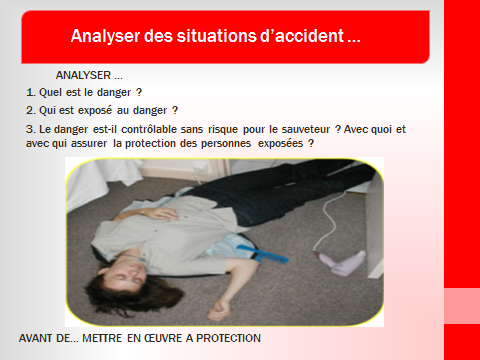 Analyser des situations d'accident ...
ANALYSER ...
1. Quel est le danger ?
2. Qui est exposé au danger ?
3. Le danger est-il contrôlable sans risque pour le sauveteur ? Avec quoi et
avec qui assurer la protection des personnes exposées ?
AVANT DE... METTRE EN ŒUVRE A PROTECTION